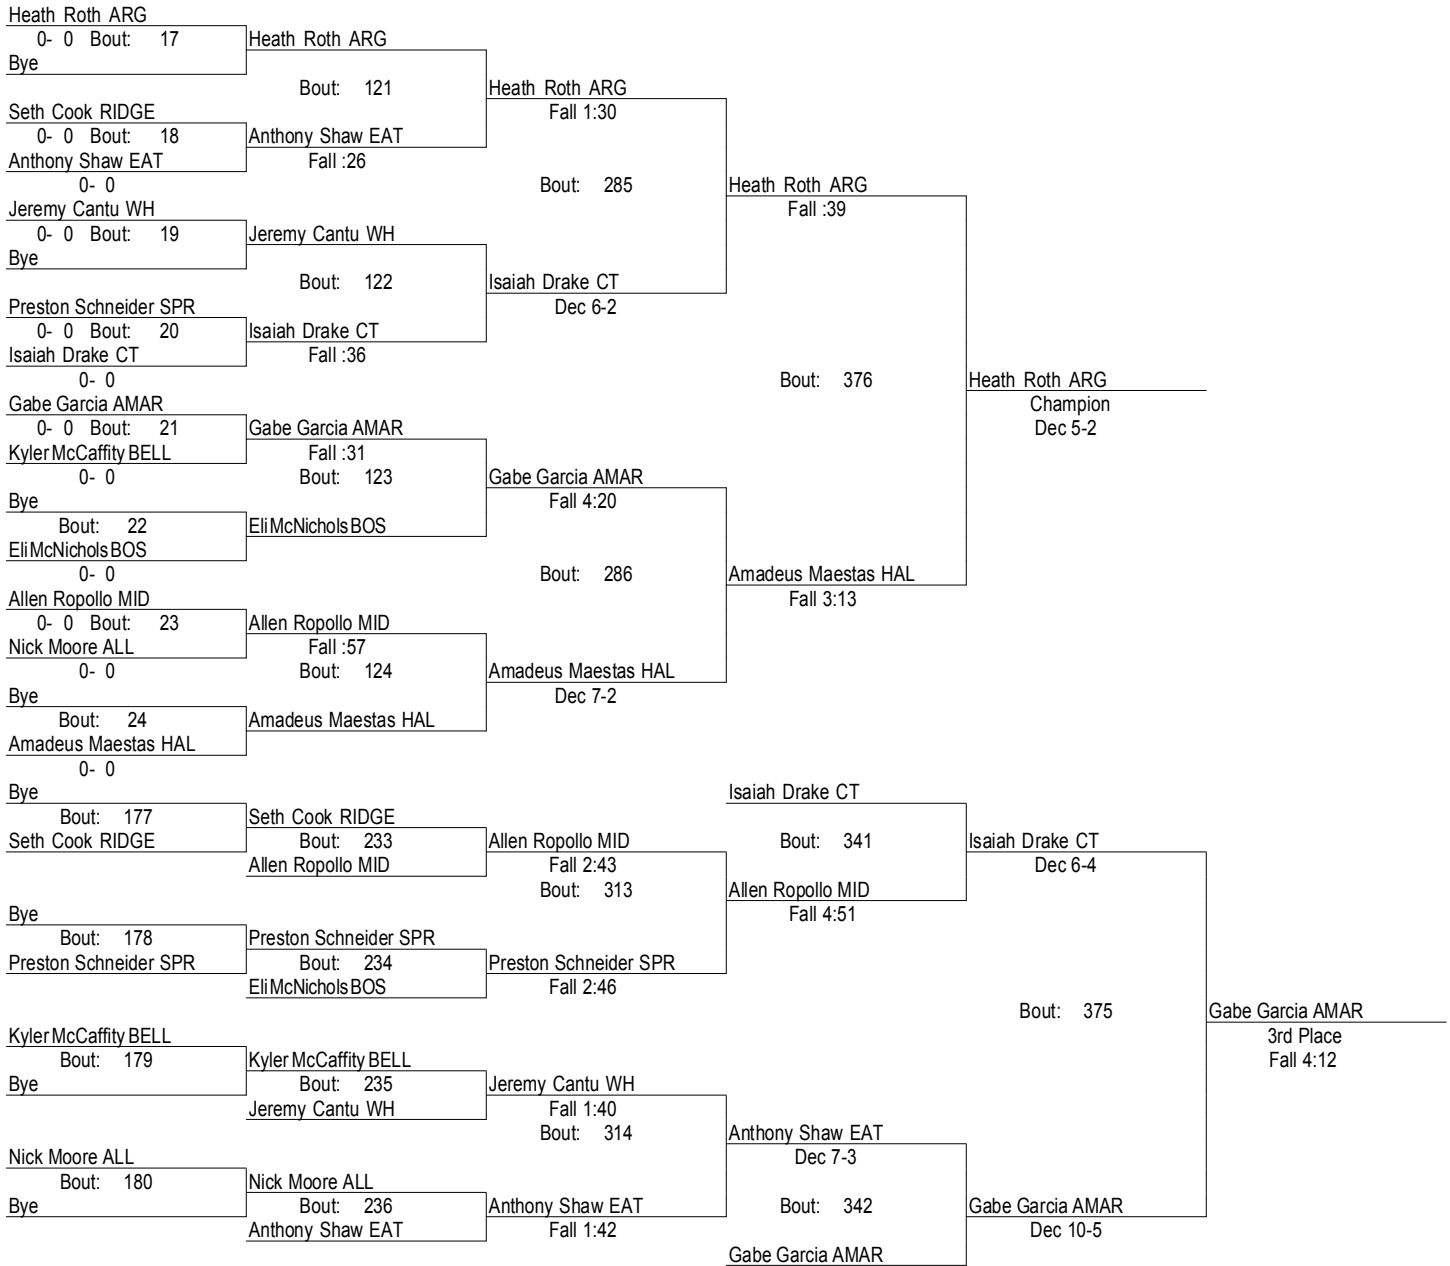 Heath Roth ARG
0- 0 Bout: 17 Heath Roth ARG
Bye
Bout: 121 Heath Roth ARG
Seth Cook RIDGE Fall 1:30
0- 0 Bout: 18 Anthony Shaw EAT
Anthony Shaw EAT Fall :26
0- 0 Bout: 285 Heath Roth ARG
Jeremy Cantu WH Fall :39
0- 0 Bout: 19 Jeremy Cantu WH
Bye
Bout: 122 Isaiah Drake CT
Preston Schneider SPR Dec 6-2
0- 0 Bout: 20 Isaiah Drake CT
Isaiah Drake CT Fall :36
0- 0 Bout: 376 Heath Roth ARG
Gabe Garcia AMAR Champion
0- 0 Bout: 21 Gabe Garcia AMAR Dec 5-2
Kyler McCaffity BELL Fall :31
0- 0 Bout: 123 Gabe Garcia AMAR
Bye Fall 4:20
Bout: 22 Eli McNichols BOS
Eli McNichols BOS
0- 0 Bout: 286 Amadeus Maestas HAL
Allen Ropollo MID Fall 3:13
0- 0 Bout: 23 Allen Ropollo MID
Nick Moore ALL Fall :57
0- 0 Bout: 124 Amadeus Maestas HAL
Bye Dec 7-2
Bout: 24 Amadeus Maestas HAL
Amadeus Maestas HAL
0- 0
Bye Isaiah Drake CT
Bout: 177 Seth Cook RIDGE
Seth Cook RIDGE Bout: 233 Allen Ropollo MID Bout: 341 Isaiah Drake CT
Allen Ropollo MID Fall 2:43 Dec 6-4
Bout: 313 Allen Ropollo MID
Bye Fall 4:51
Bout: 178 Preston Schneider SPR
Preston Schneider SPR Bout: 234 Preston Schneider SPR
Eli McNichols BOS Fall 2:46
Bout: 375 Gabe Garcia AMAR
Kyler McCaffity BELL 3rd Place
Bout: 179 Kyler McCaffity BELL Fall 4:12
Bye Bout: 235 Jeremy Cantu WH
Jeremy Cantu WH Fall 1:40
Bout: 314 Anthony Shaw EAT
Nick Moore ALL Dec 7-3
Bout: 180 Nick Moore ALL
Bye Bout: 236 Anthony Shaw EAT Bout: 342 Gabe Garcia AMAR
Anthony Shaw EAT Fall 1:42 Dec 10-5
Gabe Garcia AMAR